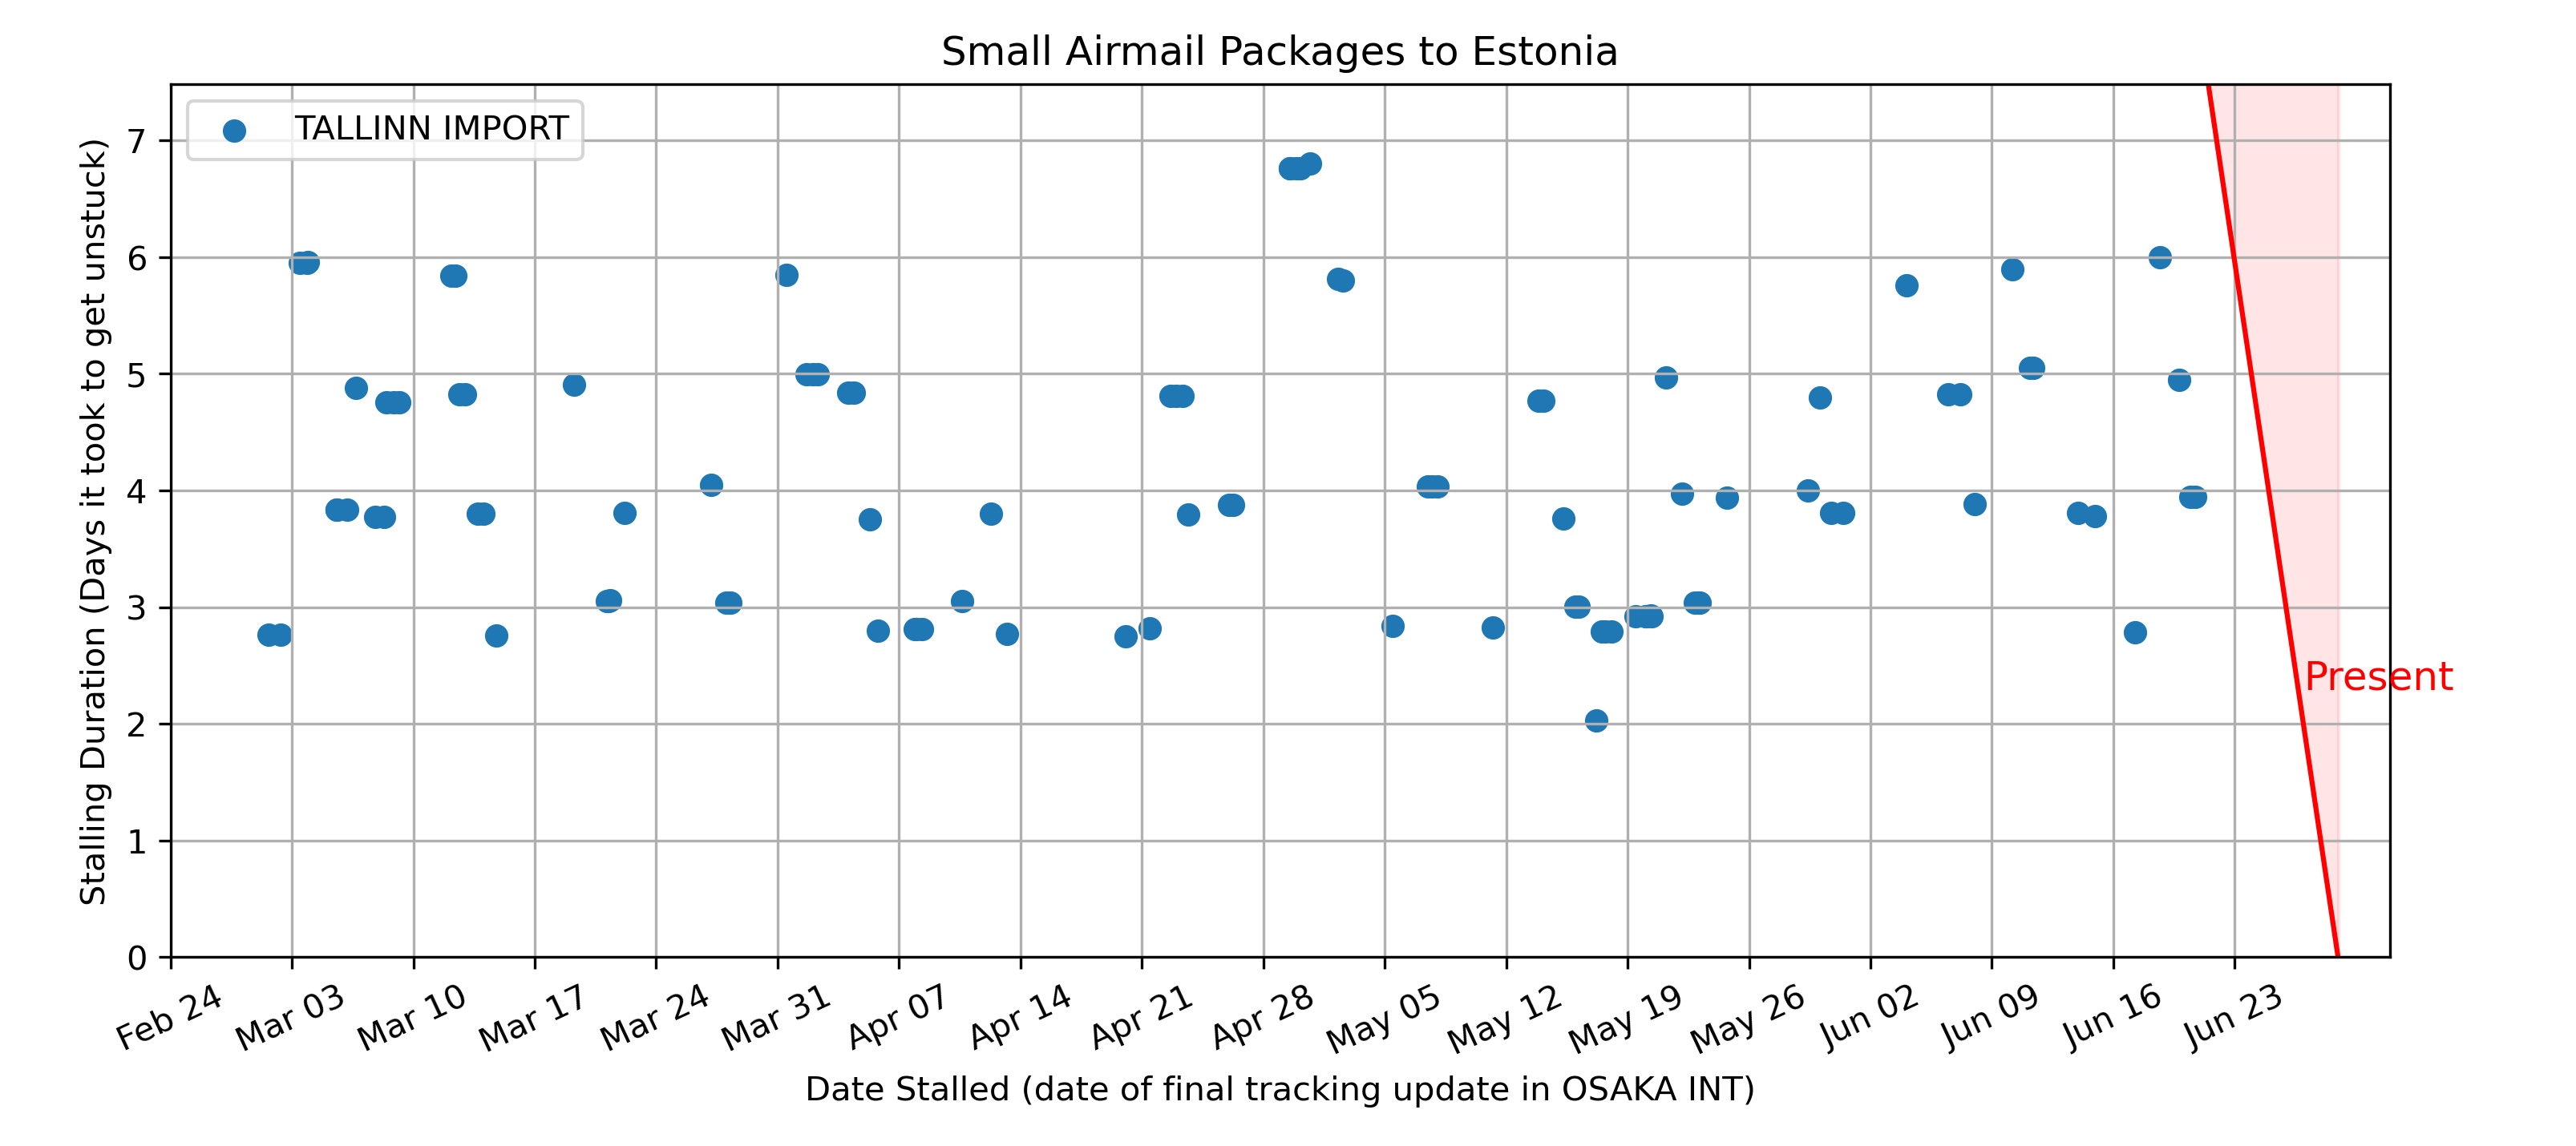 Small Airmail Packages to Estonia
TALLINN IMPORT
Stalling Duration (Days it took to get unstuck)
7
6
5
4
3
2
1
0
Present
Feb 24
Mar 03
Mar 10
Mar 17
Mar 24
Mar 31
Apr 07
Apr 14
Apr 21
Apr 28
May 05
May 12
May 19
May 26
Jun 02
Jun 09
Jun 16
Jun 23
Date Stalled (date of final tracking update in OSAKA INT)